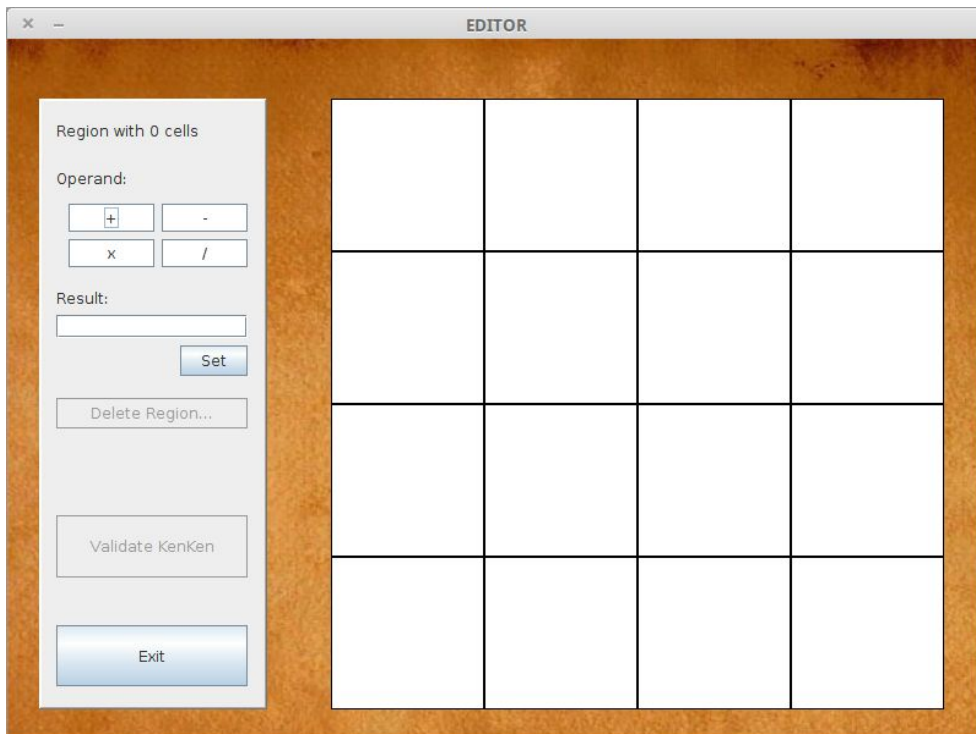 EDITOR
Region with 0 cells
Operand:
+ -
x /
Result:
Set
Delete Region...
Validate KenKen
Exit